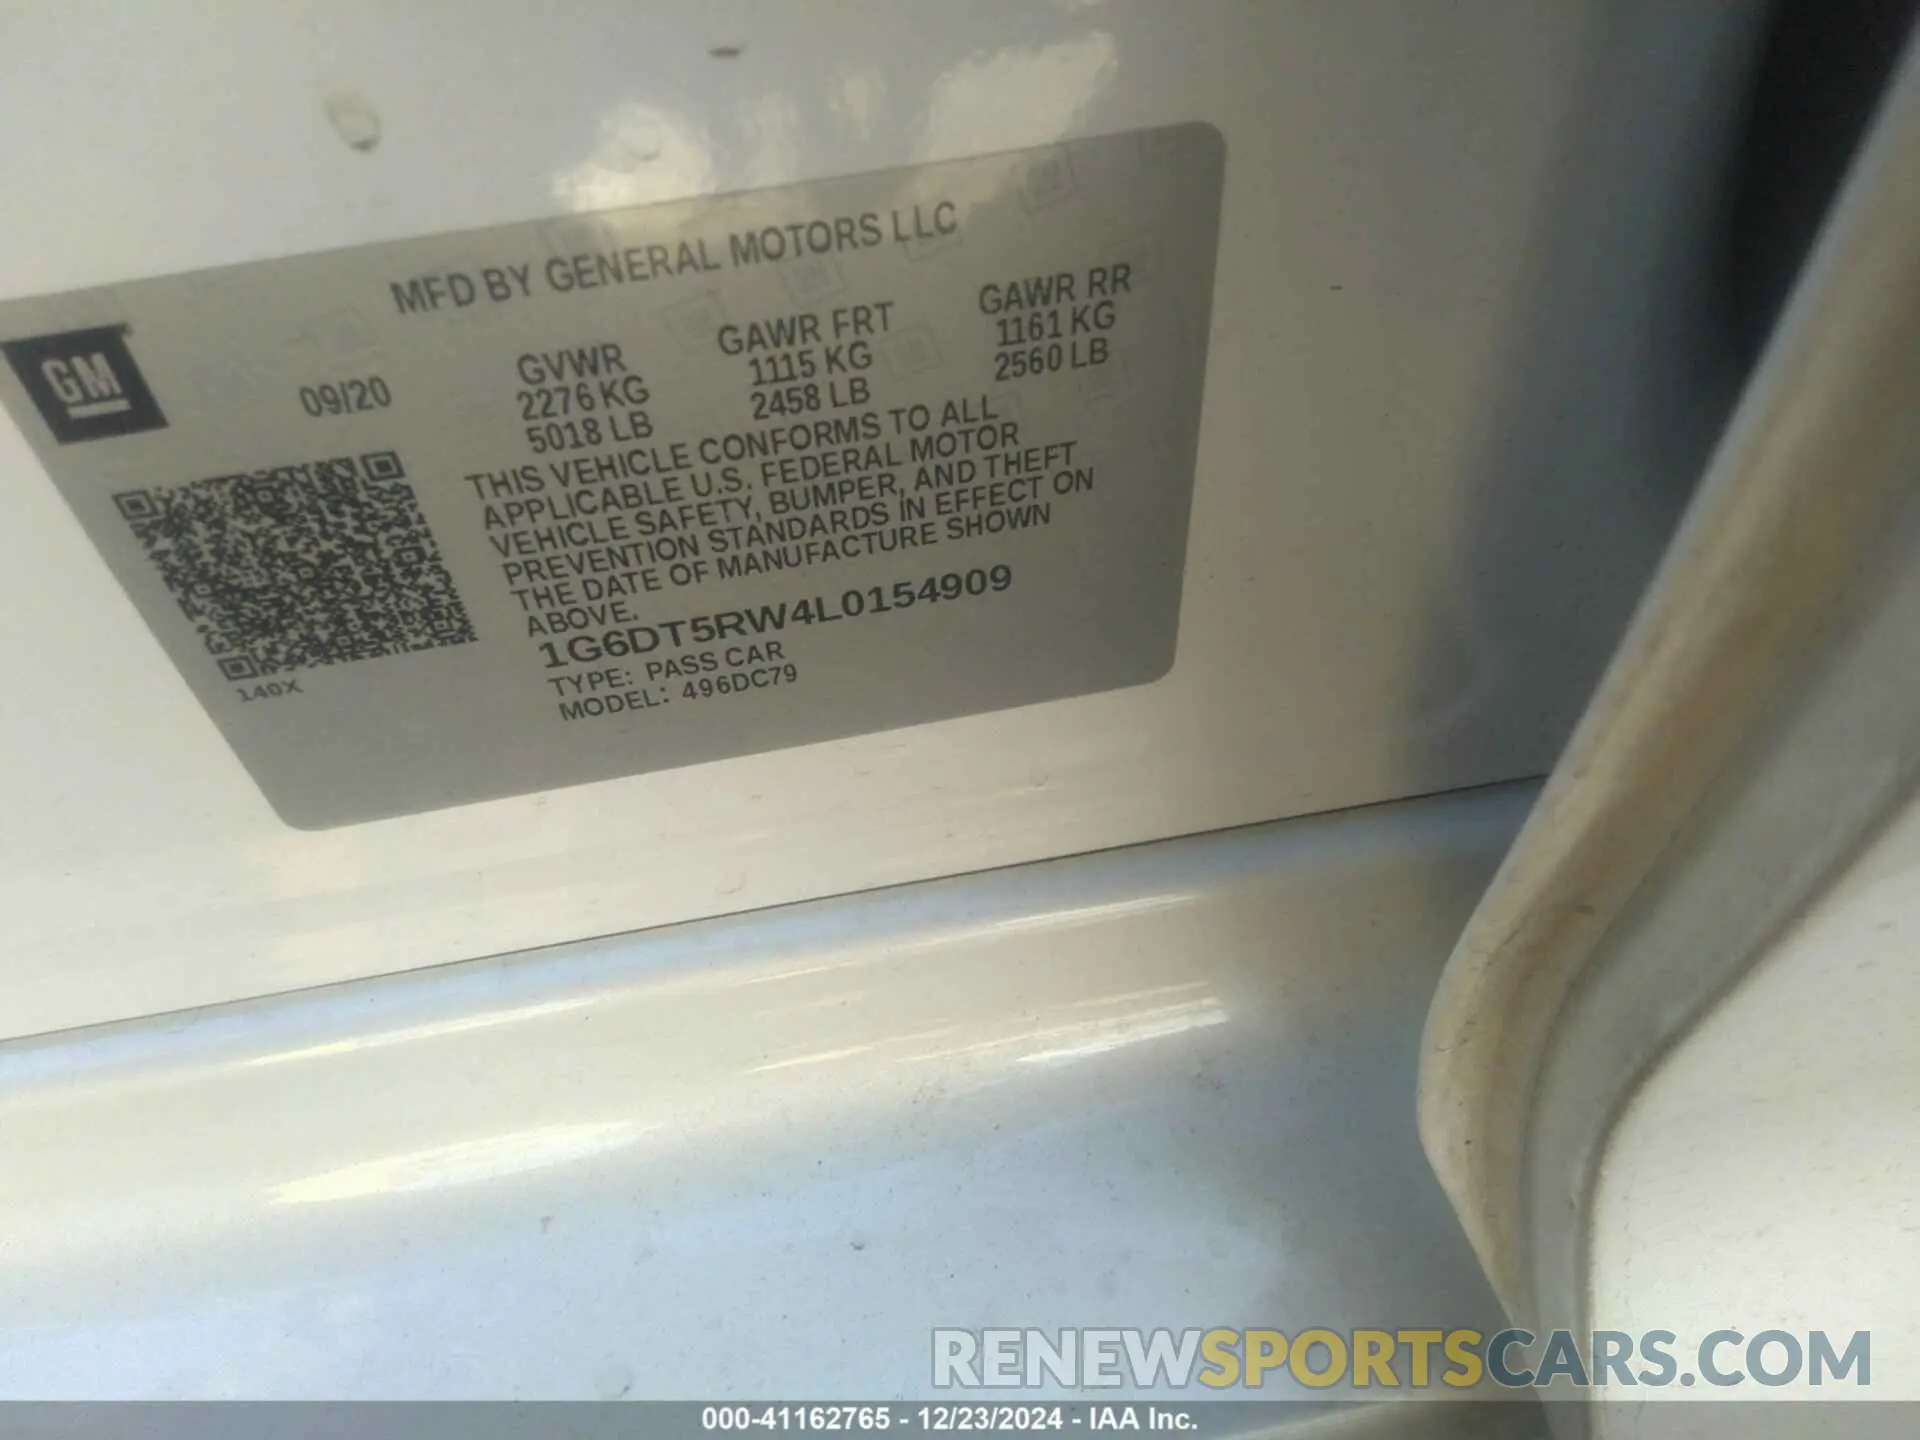 MFD BY GENERAL MOTORS LLC
GM
09/20
GVWR
2276 KG
5018 LB
GAWR FRT
1115 KG
2458 LB
GAWR RR
1161 KG
2560 LB
THIS VEHICLE CONFORMS TO ALL
APPLICABLE U.S. FEDERAL MOTOR
VEHICLE SAFETY, BUMPER, AND THEFT
PREVENTION STANDARDS IN EFFECT ON
THE DATE OF MANUFACTURE SHOWN
ABOVE.
1G6DT5RW4L0154909
TYPE: PASS CAR
MODEL: 496DC79
140X
RENEWSPORTSCARS.COM
000-41162765 - 12/23/2024 - IAA Inc.